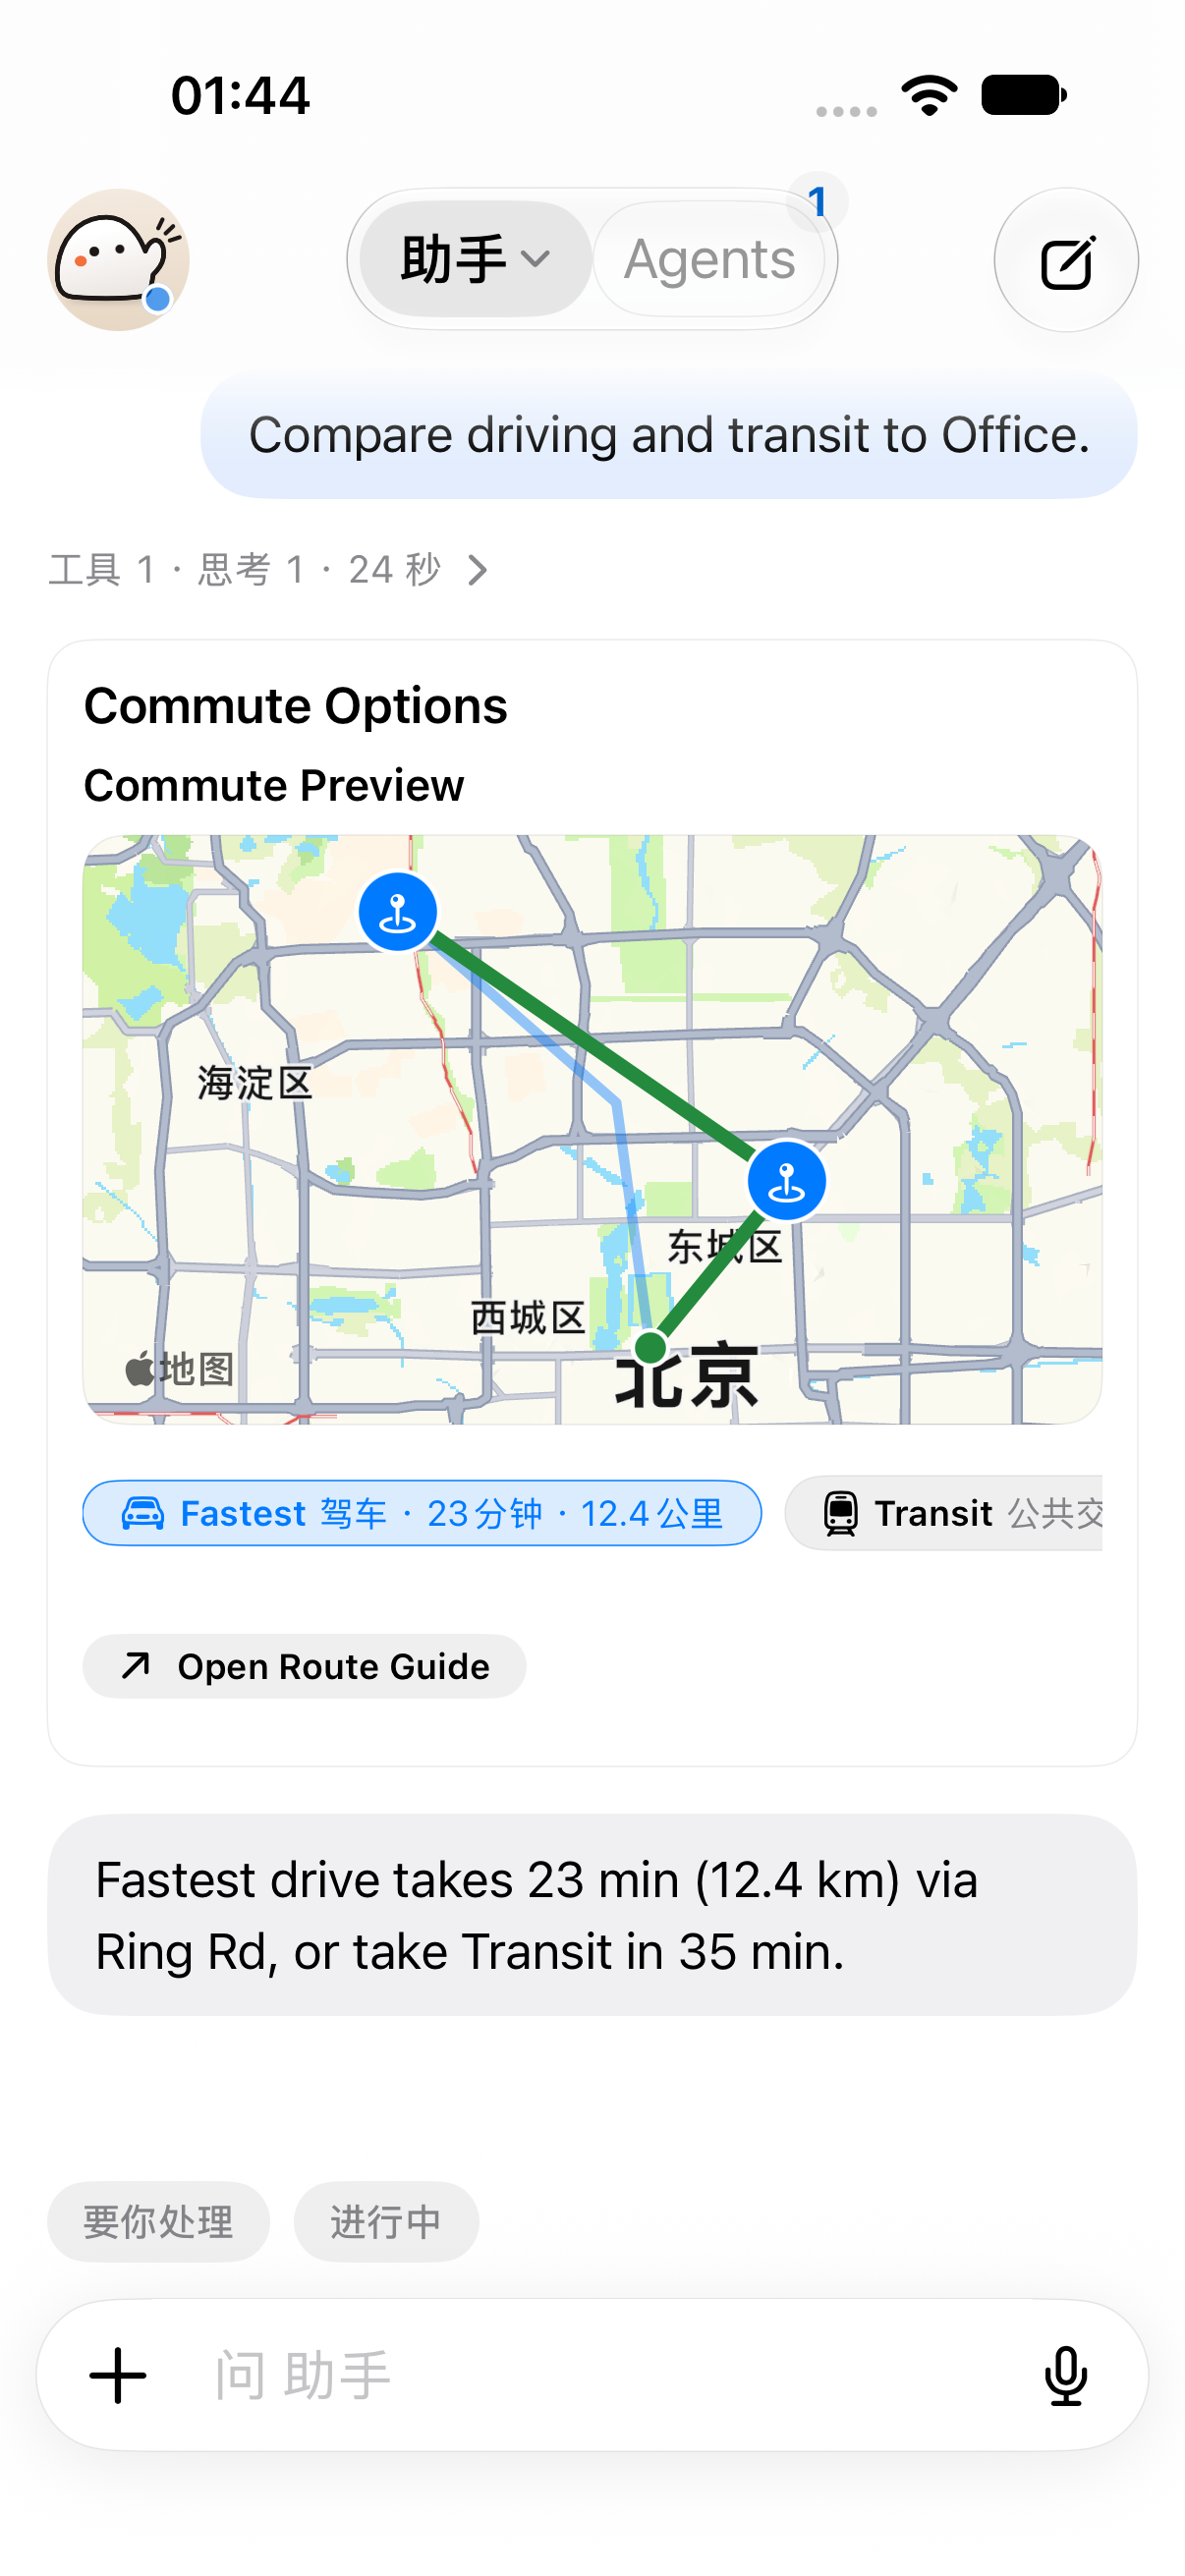 01:44
助手
Agents
1
Compare driving and transit to Office.
工具 1 · 思考 1 · 24 秒
Commute Options
Commute Preview
海淀区
东城区
西城区
北京
地图
Fastest 驾车 · 23分钟 · 12.4公里
Transit 公共交
Open Route Guide
Fastest drive takes 23 min (12.4 km) via
Ring Rd, or take Transit in 35 min.
要你处理
进行中
问 助手